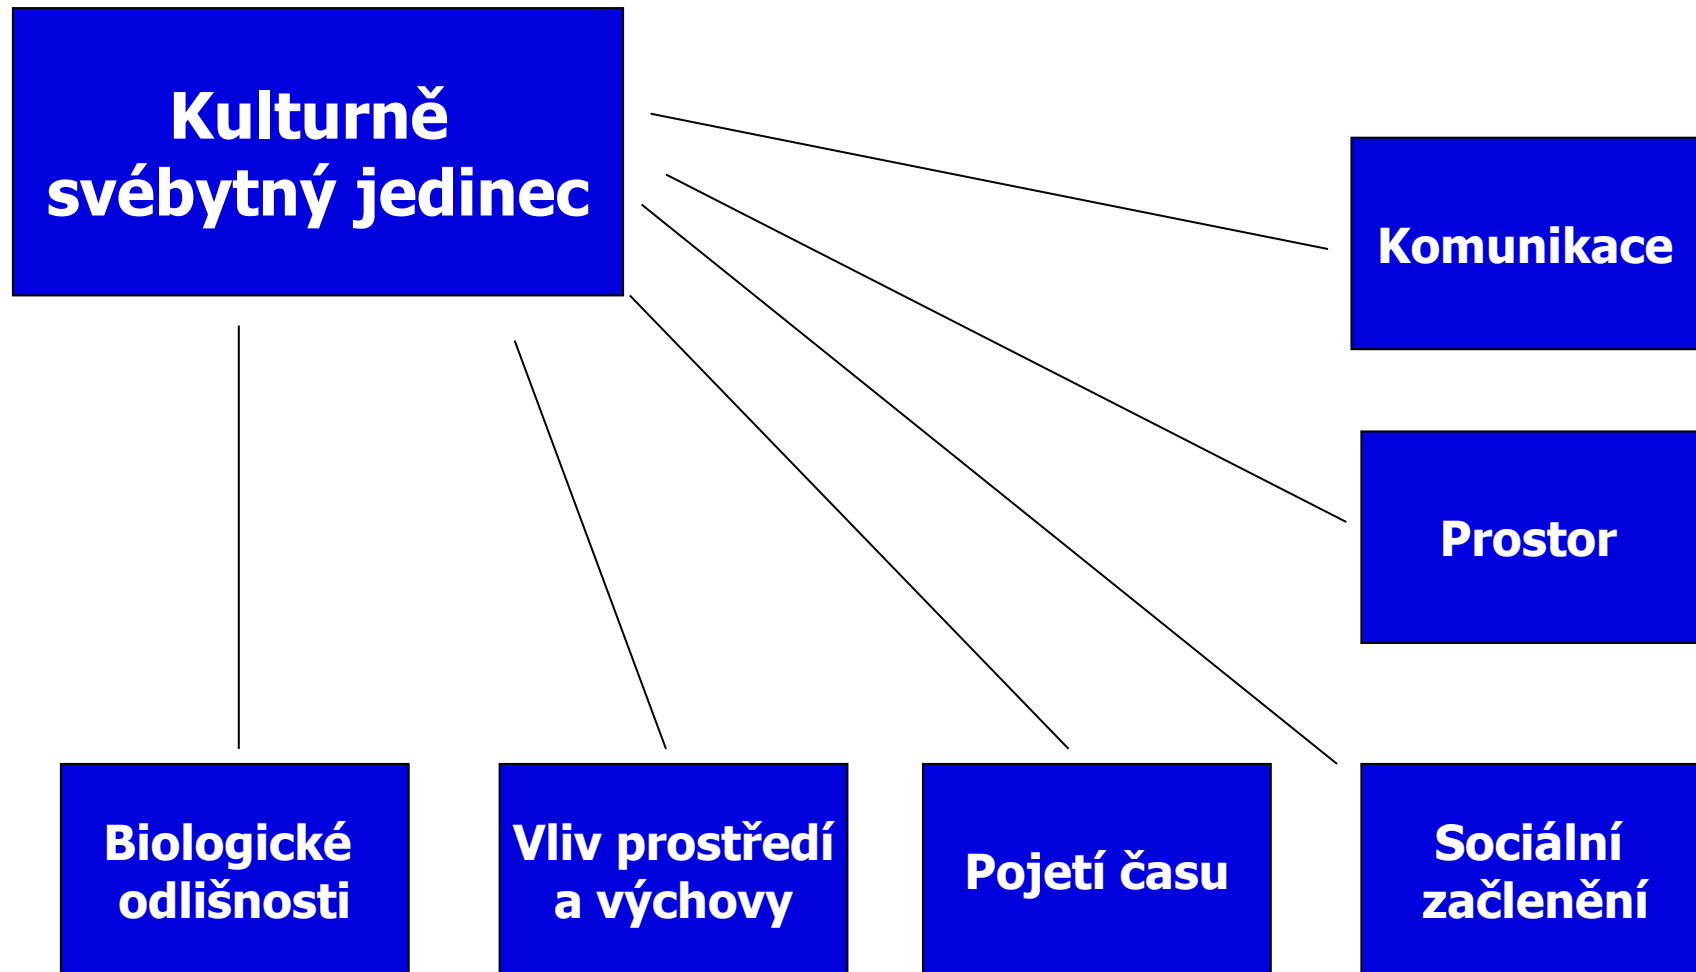 Kulturně
svébytný jedinec
Komunikace
Prostor
Biologické
odlišnosti
Vliv prostředí
a výchovy
Pojetí času
Sociální
začlenění